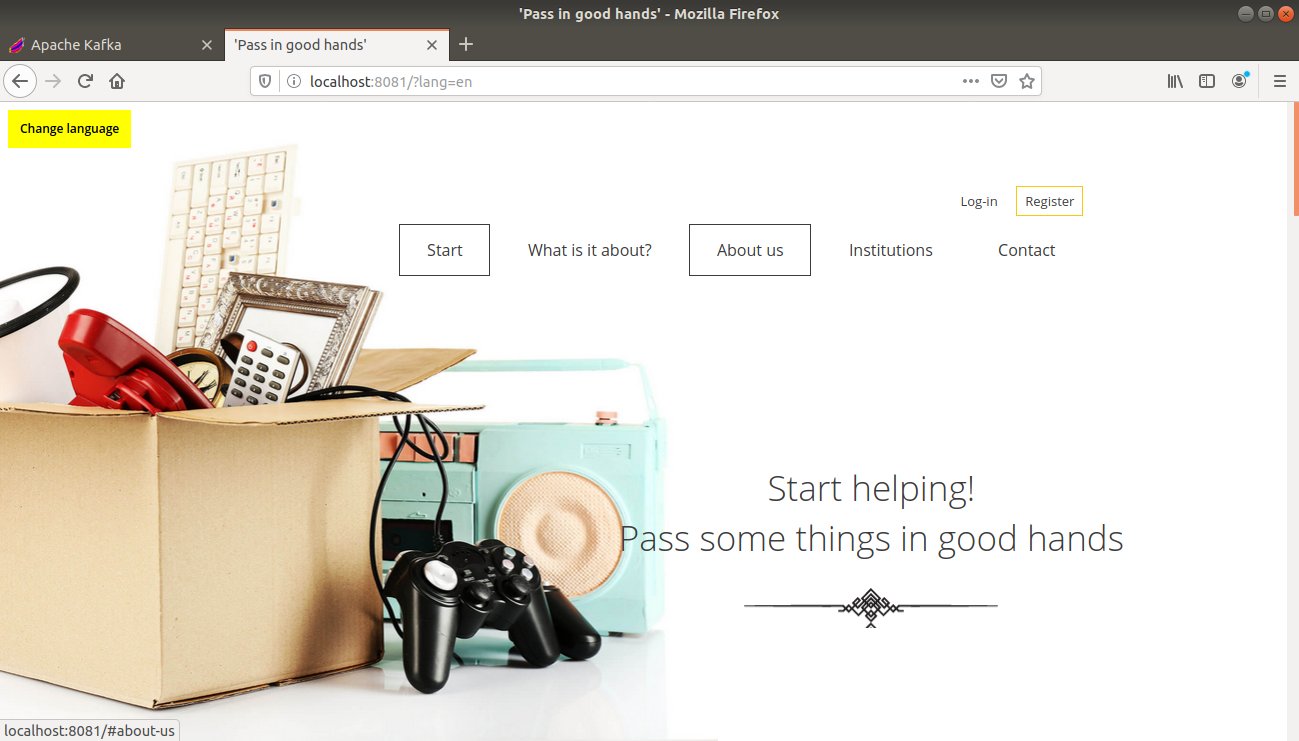 'Pass in good hands' - Mozilla Firefox
Apache Kafka
'Pass in good hands'
localhost:8081/?lang=en
Change language
Log-in
Register
Start
What is it about?
About us
Institutions
Contact
Start helping!
Pass some things in good hands
localhost:8081/#about-us